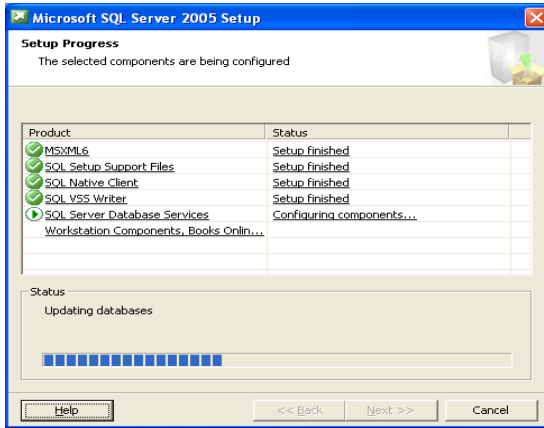 Microsoft SQL Server 2005 Setup
Setup Progress
The selected components are being configured
Product Status
MSXML6 Setup finished
SQL Setup Support Files Setup finished
SQL Native Client Setup finished
SQL VSS Writer Setup finished
SQL Server Database Services Configuring components...
Workstation Components, Books Onlin...
Status
Updating databases
Help << Back Next >> Cancel